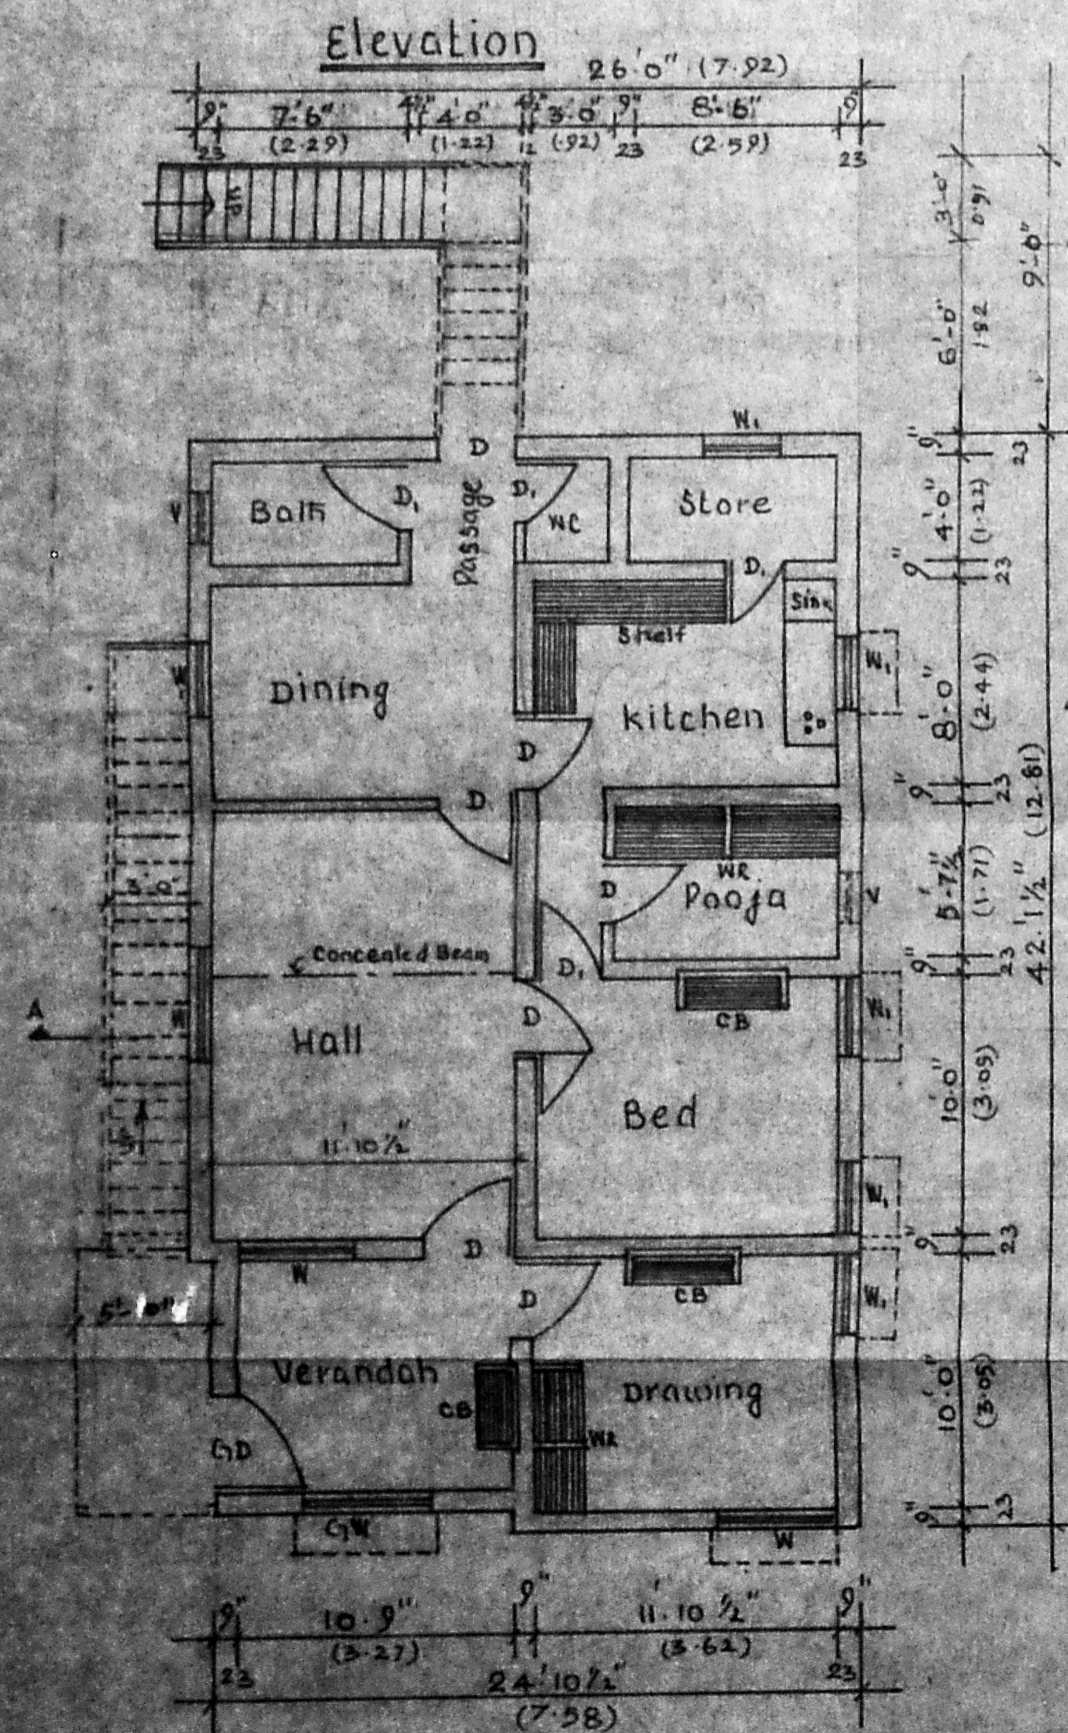 Elevation
26'.0" (7.92)
9" 7'-6" 4½" 4'.0" 4½" 3'.0" 9" 8'-6" 9"
23 (2.29) (1.22) 12 (.92) 23 (2.59) 23
UP
3'-0" 0.91
9'-0"
6'-0" 1.82
D W1
9" 23
V Bath D1 Passage D1 WC Store
4'.0" (1.22)
D1
9" 23
Sink
Shelf
W Dining Kitchen W1
8'-0" (2.44)
D
D
9" 23
42.1½" (12.81)
3'-0"
WR
D Pooja V
5'.7½" (1.71)
Concealed Beam
D1
9" 23
A
W Hall D CB W1
Bed
10'.0" (3.05)
11'.10½"
W1
D
9" 23
W
D CB W1
5'-10"
Verandah CB WR Drawing
10'.0" (3.05)
GD
GW W
9" 23
9" 10.9" 9" 11'.10½" 9"
23 (3.27) (3.62) 23
24'.10½"
(7.58)